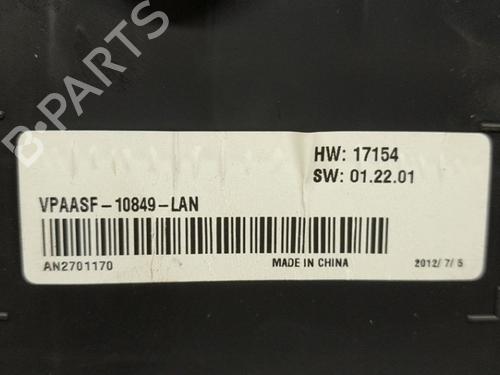 HW: 17154
SW: 01.22.01
VPAASF-10849-LAN
AN2701170
MADE IN CHINA
2012/ 7/ 5
B-PARTS